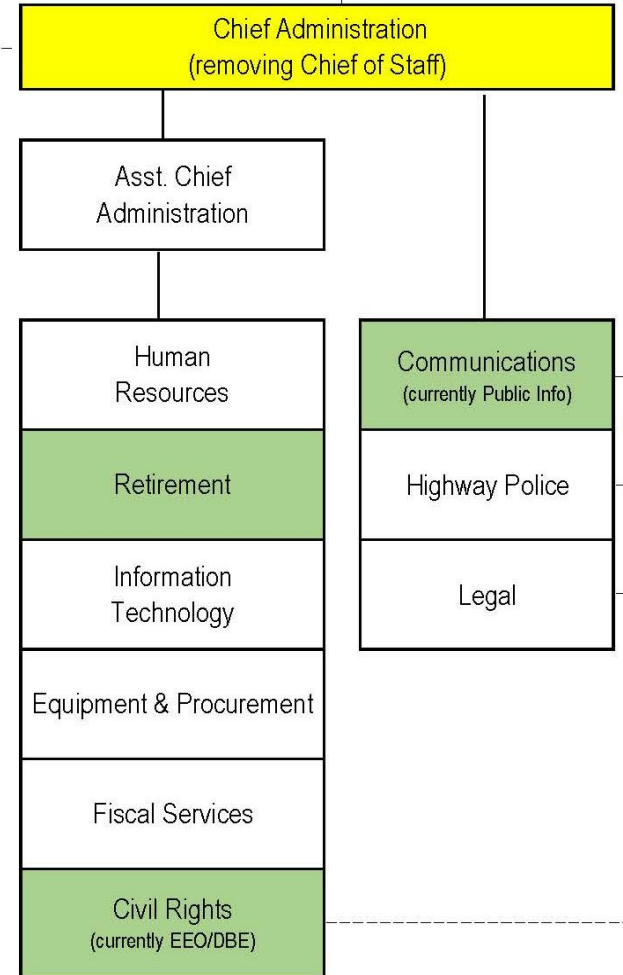 Chief Administration
(removing Chief of Staff)
Asst. Chief
Administration
Human
Resources
Retirement
Information
Technology
Equipment & Procurement
Fiscal Services
Civil Rights
(currently EEO/DBE)
Communications
(currently Public Info)
Highway Police
Legal